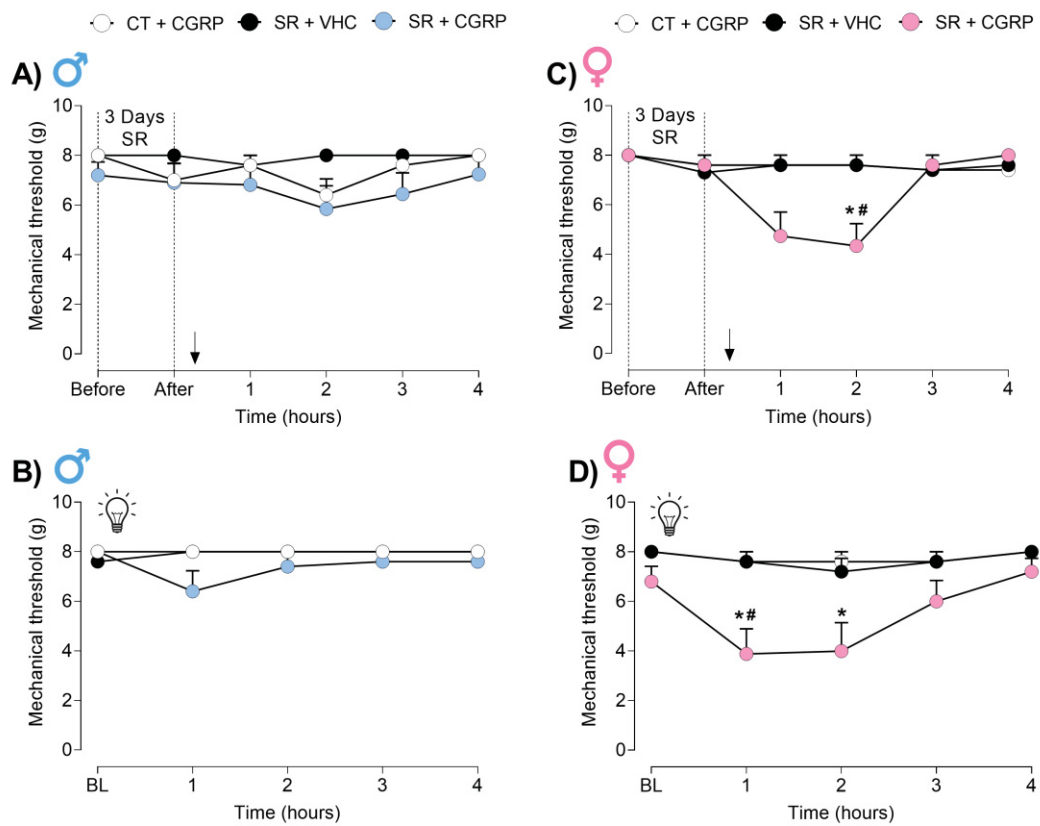 CT + CGRP SR + VHC SR + CGRP
CT + CGRP SR + VHC SR + CGRP
A)
Mechanical threshold (g)
10
8
6
4
2
0
3 Days
SR
Before After 1 2 3 4
Time (hours)
C)
Mechanical threshold (g)
10
8
6
4
2
0
3 Days
SR
*#
Before After 1 2 3 4
Time (hours)
B)
Mechanical threshold (g)
10
8
6
4
2
0
BL 1 2 3 4
Time (hours)
D)
Mechanical threshold (g)
10
8
6
4
2
0
*# *
BL 1 2 3 4
Time (hours)